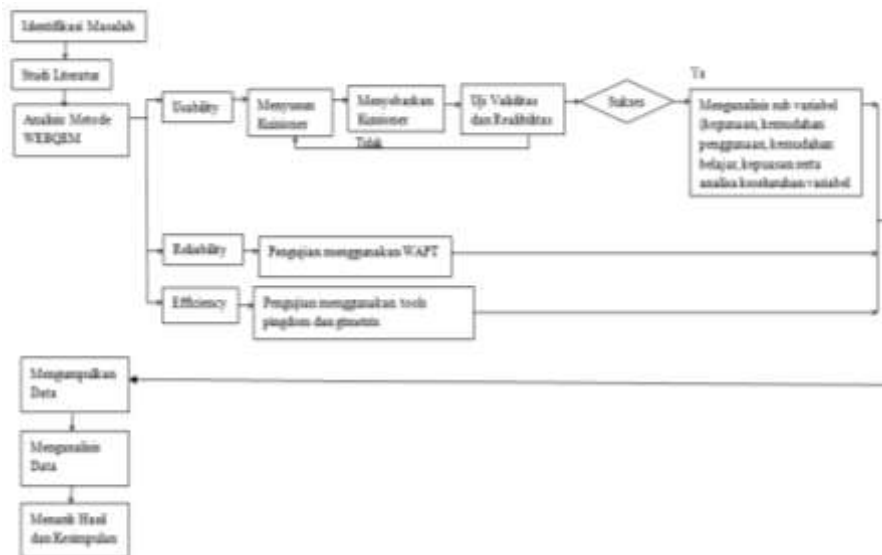 Identifikasi Masalah
Studi Literatur
Analisis Metode
WEBQEM
Usability
Menyusun
Kuisioner
Menyebarkan
Kuisioner
Uji Validitas
dan Realibilitas
Sukses
Ya
Tidak
Menganalisis sub variabel
(kegunaan, kemudahan
penggunaan, kemudahan
belajar, kepuasan serta
analisa keseluruhan variabel
Reliability
Pengujian menggunakan WAPT
Efficiency
Pengujian menggunakan tools
pingdom dan gtmetrix
Mengumpulkan
Data
Menganalisis
Data
Menarik Hasil
dan Kesimpulan